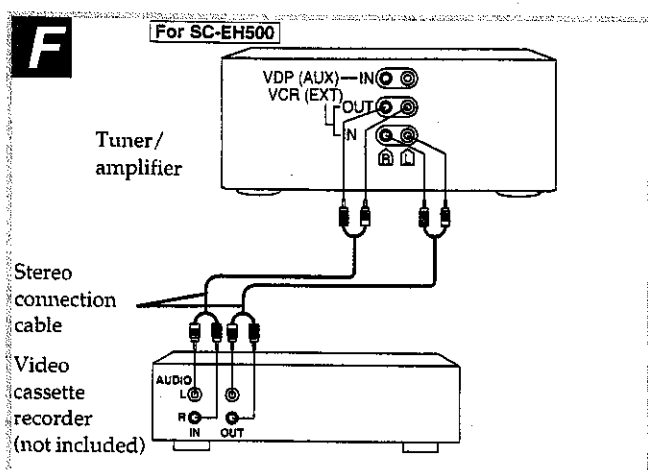 F
For SC-EH500
VDP (AUX) IN
VCR (EXT)
OUT
IN
R L
Tuner/
amplifier
Stereo
connection
cable
Video
cassette
recorder
(not included)
AUDIO
L
R
IN OUT